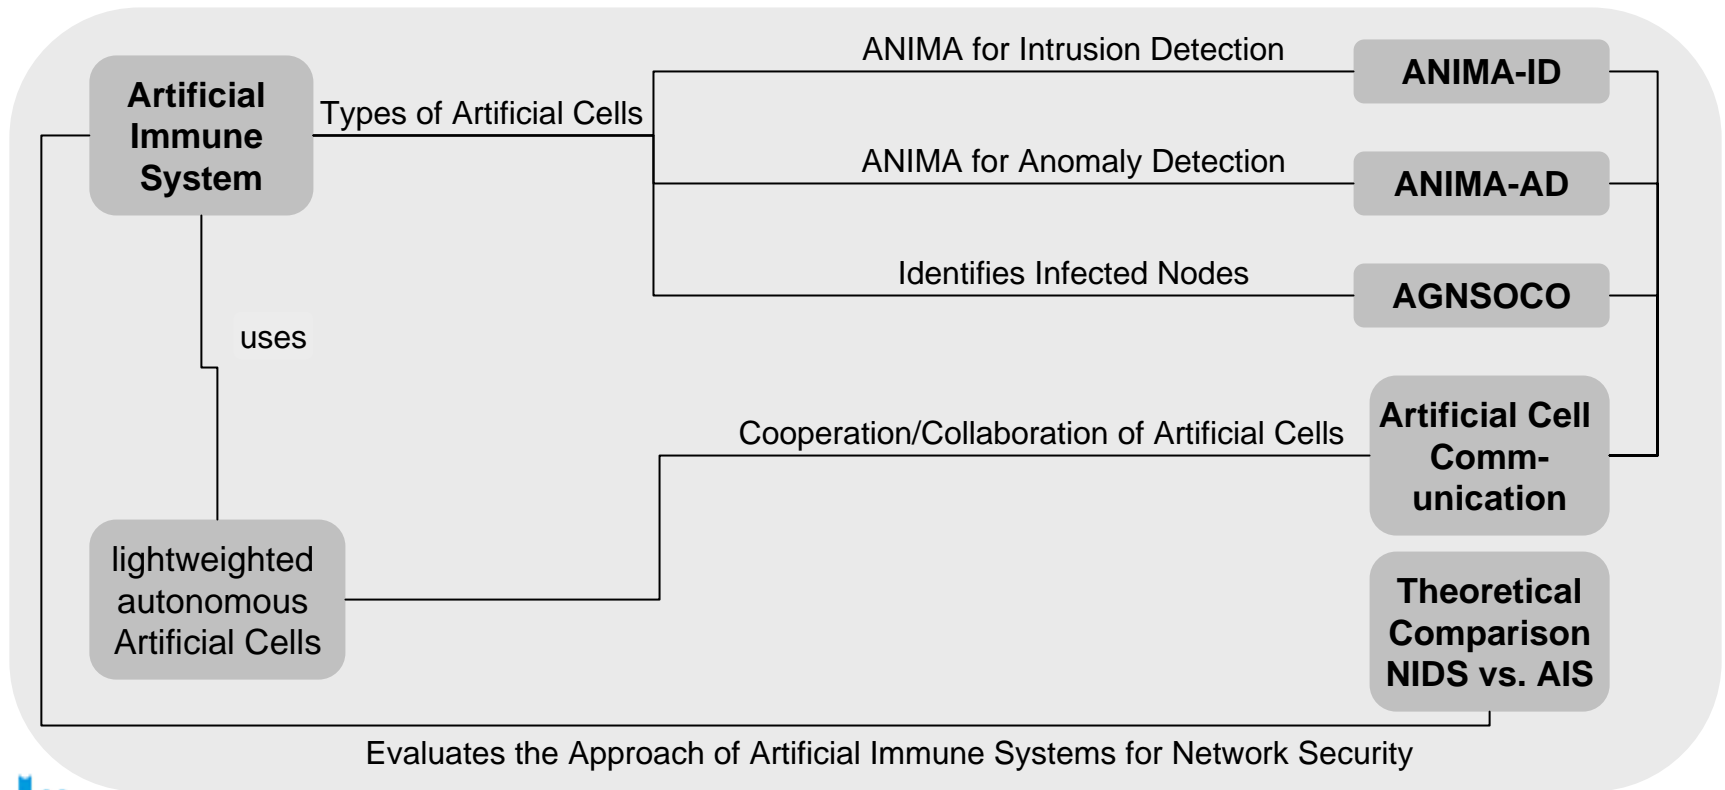 ANIMA for Intrusion Detection
ANIMA-ID
Artificial
Immune
System
Types of Artificial Cells
ANIMA for Anomaly Detection
ANIMA-AD
Identifies Infected Nodes
AGNSOCO
uses
Cooperation/Collaboration of Artificial Cells
Artificial Cell
Comm-
unication
lightweighted
autonomous
Artificial Cells
Theoretical
Comparison
NIDS vs. AIS
Evaluates the Approach of Artificial Immune Systems for Network Security